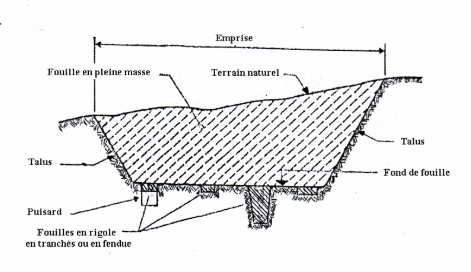 Emprise
Fouille en pleine masse
Terrain naturel
Talus
Talus
Fond de fouille
Puisard
Fouilles en rigole
en tranchés ou en fendue